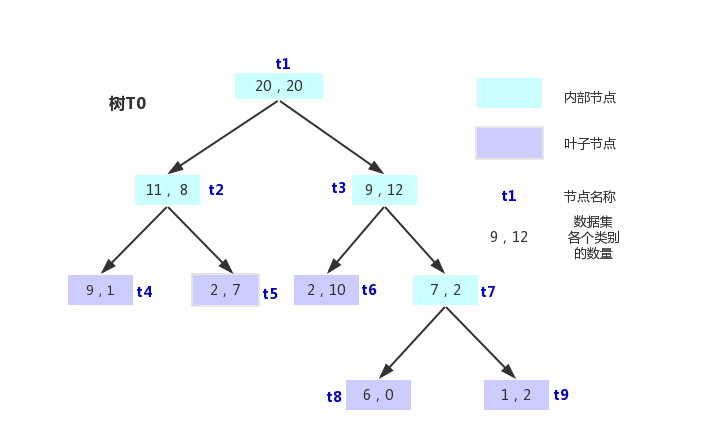 t1
20 , 20
树T0
内部节点
叶子节点
11 , 8
t2
t3
9 , 12
t1
节点名称
9 , 12
数据集
各个类别
的数量
9 , 1
t4
2 , 7
t5
2 , 10
t6
7 , 2
t7
t8
6 , 0
1 , 2
t9